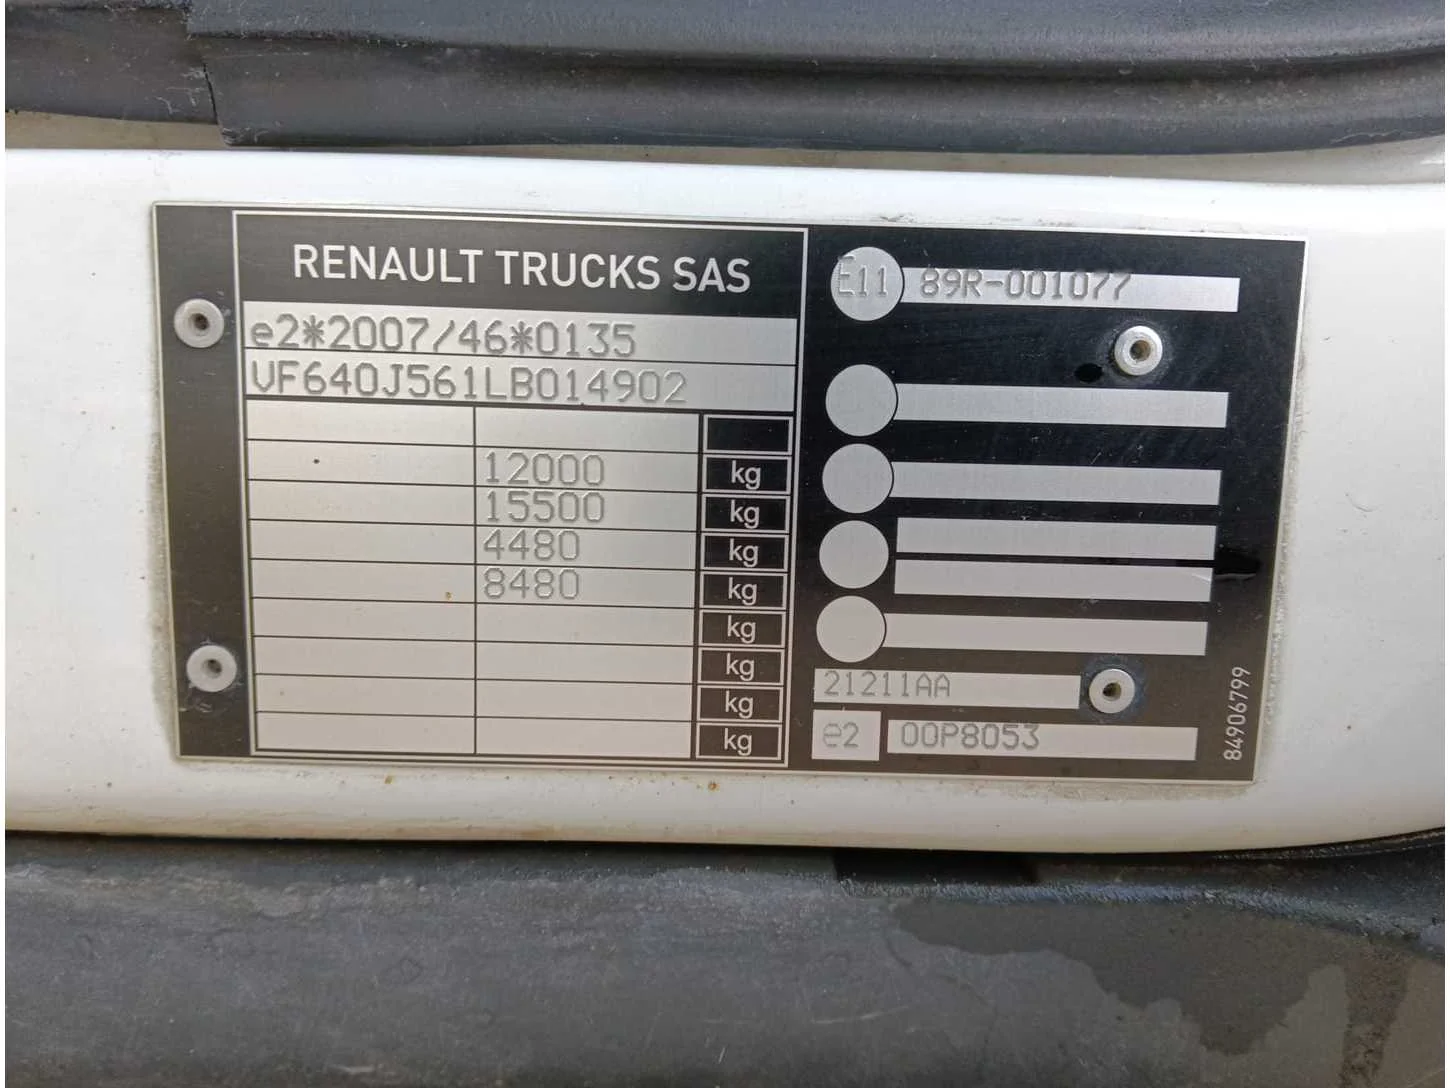 RENAULT TRUCKS SAS
e2*2007/46*0135
VF640J561LB014902
12000 kg
15500 kg
4480 kg
8480 kg
kg
kg
kg
kg
E11 89R-001077
21211AA
e2 00P8053
84906799